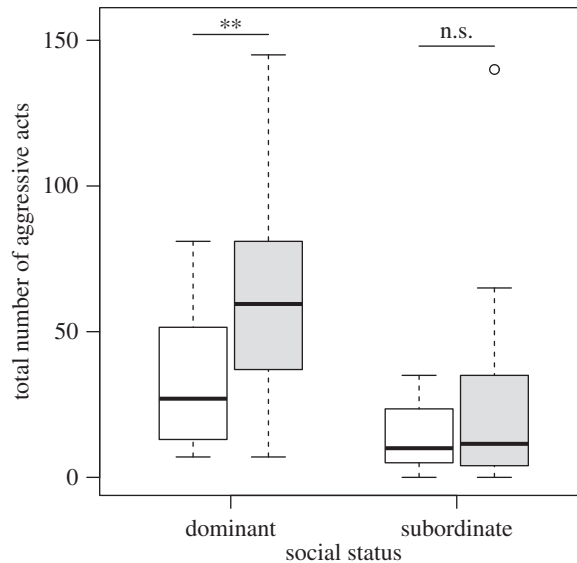 150
100
50
0
total number of aggressive acts
**
n.s.
dominant
subordinate
social status